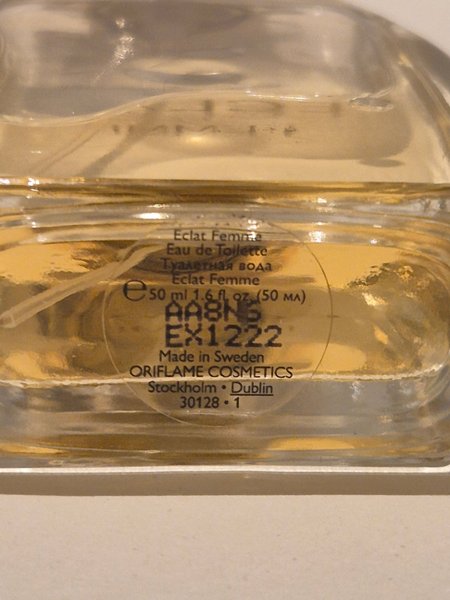 Eclat Femme
Eau de Toilette
Туалетная вода
Eclat Femme
℮ 50 ml 1.6 fl. oz. (50 мл)
AA8N5
EX1222
Made in Sweden
ORIFLAME COSMETICS
Stockholm • Dublin
30128 • 1